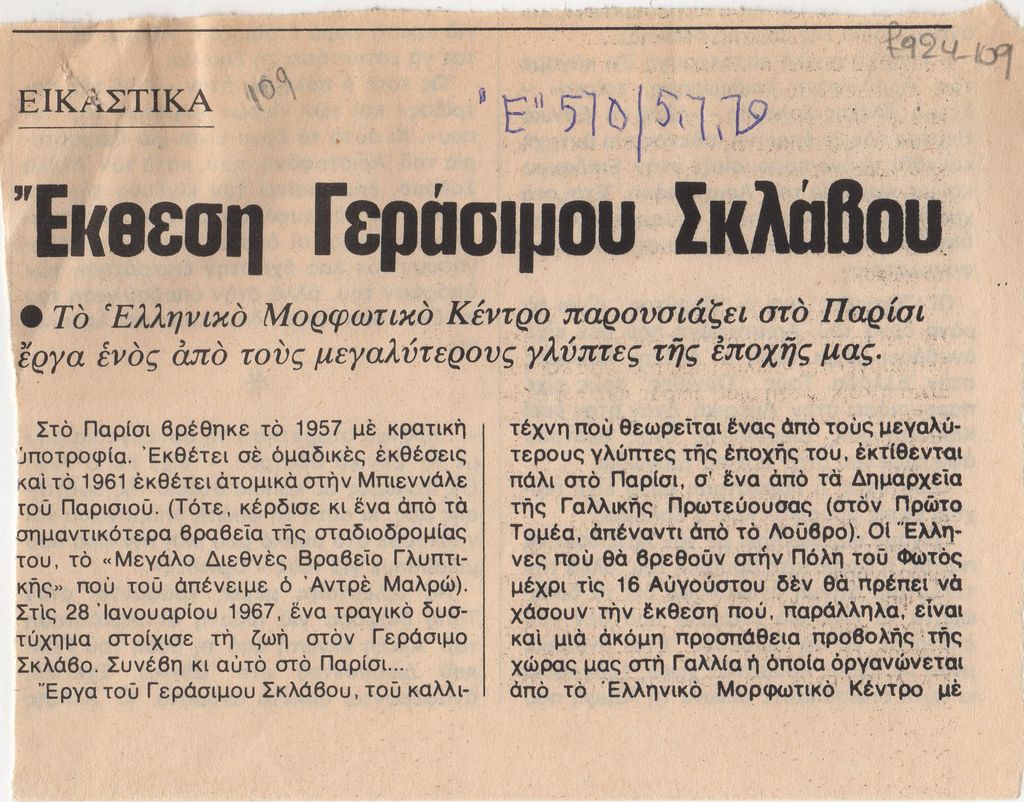 f924-109
ΕΙΚΑΣΤΙΚΑ
109
"Ε" 570/5.7.79
Ἔκθεση Γεράσιμου Σκλάβου
● Τὸ Ἑλληνικὸ Μορφωτικὸ Κέντρο παρουσιάζει στὸ Παρίσι
ἔργα ἑνὸς ἀπὸ τοὺς μεγαλύτερους γλύπτες τῆς ἐποχῆς μας.
Στὸ Παρίσι βρέθηκε τὸ 1957 μὲ κρατικὴ
ὑποτροφία. Ἐκθέτει σὲ ὁμαδικὲς ἐκθέσεις
καὶ τὸ 1961 ἐκθέτει ἀτομικὰ στὴν Μπιεννάλε
τοῦ Παρισιοῦ. (Τότε, κέρδισε κι ἕνα ἀπὸ τὰ
σημαντικότερα βραβεῖα τῆς σταδιοδρομίας
του, τὸ «Μεγάλο Διεθνὲς Βραβεῖο Γλυπτι-
κῆς» ποὺ τοῦ ἀπένειμε ὁ Ἀντρὲ Μαλρώ).
Στὶς 28 Ἰανουαρίου 1967, ἕνα τραγικὸ δυσ-
τύχημα στοίχισε τὴ ζωὴ στὸν Γεράσιμο
Σκλάβο. Συνέβη κι αὐτὸ στὸ Παρίσι...
Ἔργα τοῦ Γεράσιμου Σκλάβου, τοῦ καλλι-
τέχνη ποὺ θεωρεῖται ἕνας ἀπὸ τοὺς μεγαλύ-
τερους γλύπτες τῆς ἐποχῆς του, ἐκτίθενται
πάλι στὸ Παρίσι, σ' ἕνα ἀπὸ τὰ Δημαρχεῖα
τῆς Γαλλικῆς Πρωτεύουσας (στὸν Πρῶτο
Τομέα, ἀπέναντι ἀπὸ τὸ Λοῦβρο). Οἱ Ἕλλη-
νες ποὺ θὰ βρεθοῦν στὴν Πόλη τοῦ Φωτὸς
μέχρι τὶς 16 Αὐγούστου δὲν θὰ πρέπει νὰ
χάσουν τὴν ἔκθεση πού, παράλληλα, εἶναι
καὶ μιὰ ἀκόμη προσπάθεια προβολῆς τῆς
χώρας μας στὴ Γαλλία ἡ ὁποία ὀργανώνεται
ἀπὸ τὸ Ἑλληνικὸ Μορφωτικὸ Κέντρο μὲ